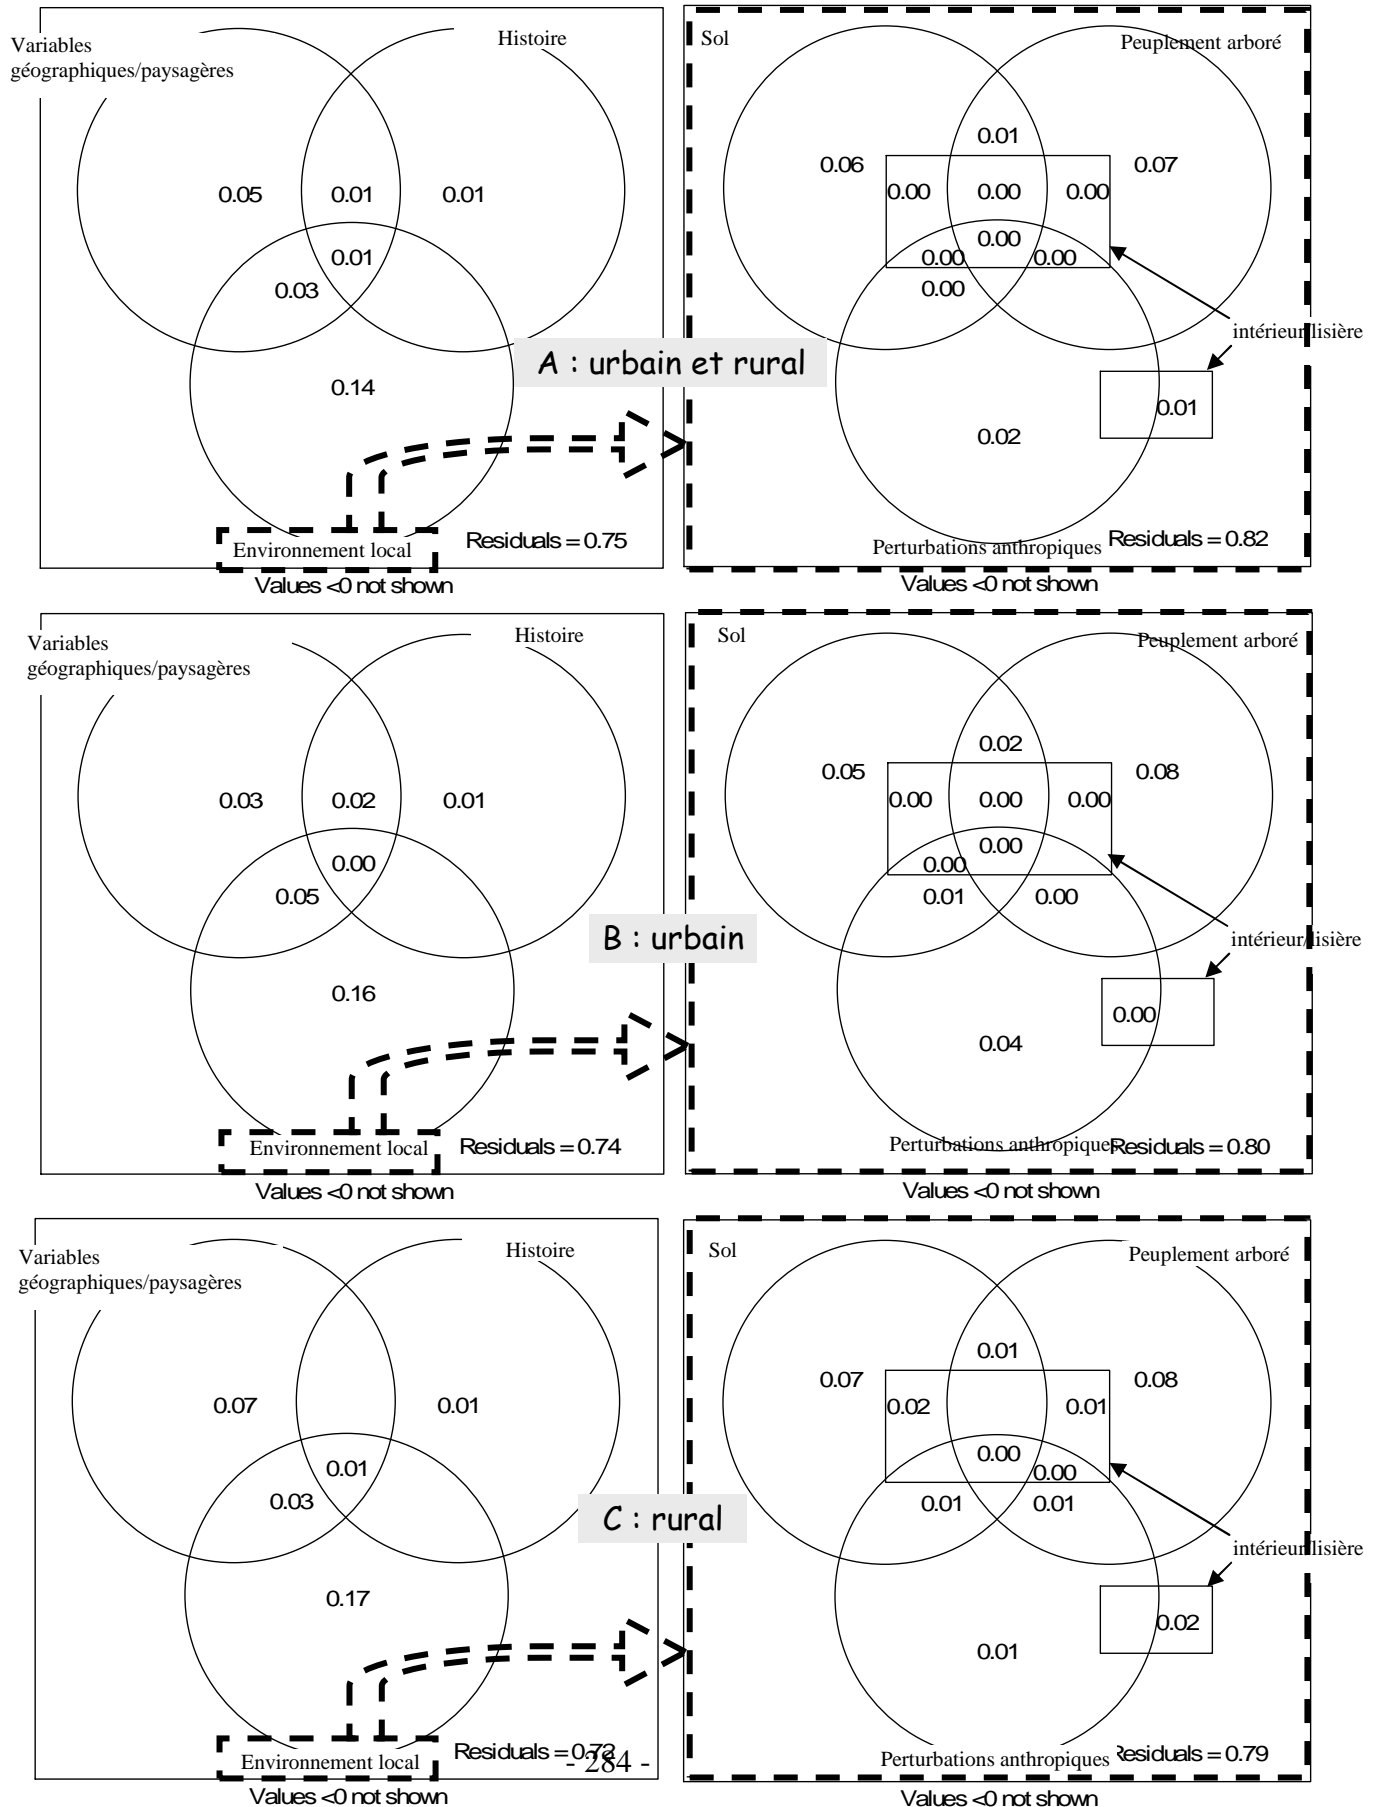 Variables
géographiques/paysagères
Histoire
0.05
0.01
0.01
0.01
0.03
0.14
Environnement local
Residuals = 0.75
Values <0 not shown
A : urbain et rural
Sol
Peuplement arboré
0.01
0.06
0.07
0.00
0.00
0.00
0.00
0.00
0.00
0.00
intérieur/lisière
0.01
0.02
Perturbations anthropiques
Residuals = 0.82
Values <0 not shown
Variables
géographiques/paysagères
Histoire
0.03
0.02
0.01
0.00
0.05
0.16
Environnement local
Residuals = 0.74
Values <0 not shown
B : urbain
Sol
Peuplement arboré
0.02
0.05
0.08
0.00
0.00
0.00
0.00
0.00
0.01
0.00
intérieur/lisière
0.00
0.04
Perturbations anthropiques
Residuals = 0.80
Values <0 not shown
Variables
géographiques/paysagères
Histoire
0.07
0.01
0.01
0.03
0.17
Environnement local
Residuals =
- 284 -
Values <0 not shown
C : rural
Sol
Peuplement arboré
0.01
0.07
0.08
0.02
0.01
0.00
0.00
0.01
0.01
intérieur/lisière
0.02
0.01
Perturbations anthropiques
Residuals = 0.79
Values <0 not shown